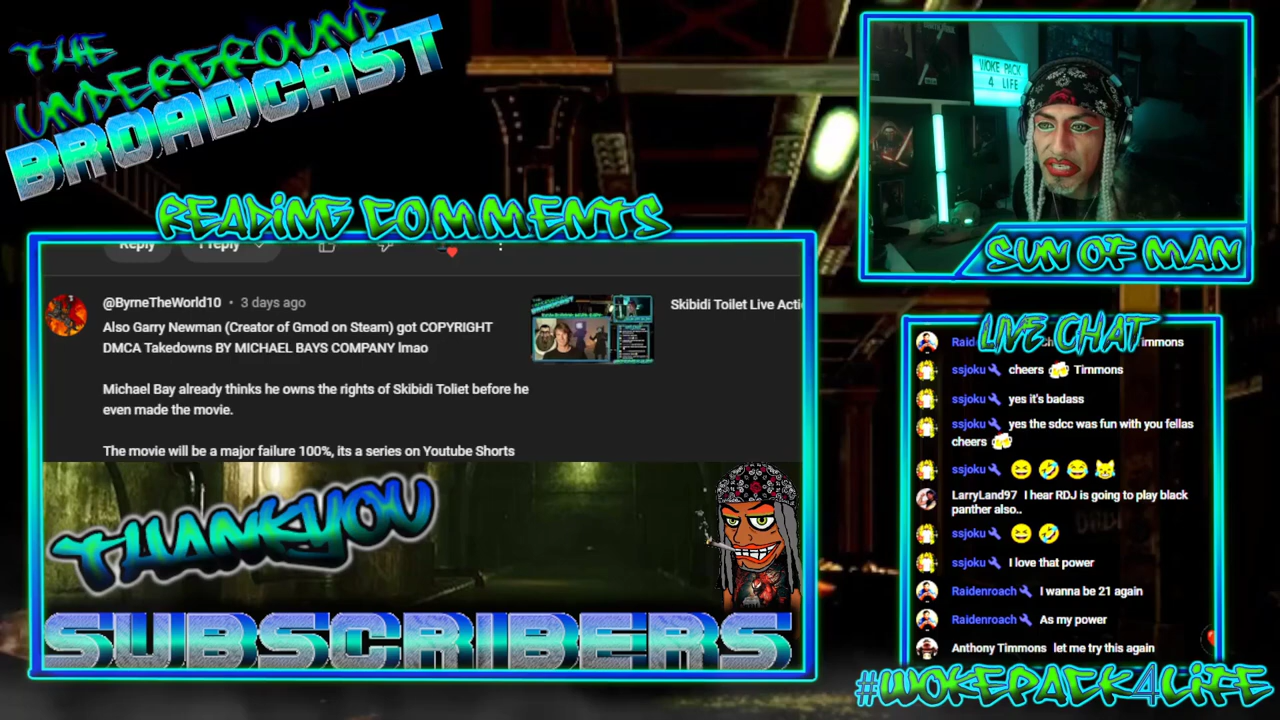 THE
UNDERGROUND
BROADCAST
WOKE PACK
4 LIFE
SUN OF MAN
READING COMMENTS
Reply
1 reply
@ByrneTheWorld10 • 3 days ago
Also Garry Newman (Creator of Gmod on Steam) got COPYRIGHT
DMCA Takedowns BY MICHAEL BAYS COMPANY lmao
Michael Bay already thinks he owns the rights of Skibidi Toliet before he
even made the movie.
The movie will be a major failure 100%, its a series on Youtube Shorts
Skibidi Toilet Live Acti
THANKYOU
SUBSCRIBERS
LIVE CHAT
Raid
immons
ssjoku cheers 🍻 Timmons
ssjoku yes it's badass
ssjoku yes the sdcc was fun with you fellas
cheers 🍻
ssjoku 😆 🤣 😂 😹
LarryLand97 I hear RDJ is going to play black
panther also..
ssjoku 😆 🤣
ssjoku I love that power
Raidenroach I wanna be 21 again
Raidenroach As my power
Anthony Timmons let me try this again
#WOKEPACK4LIFE